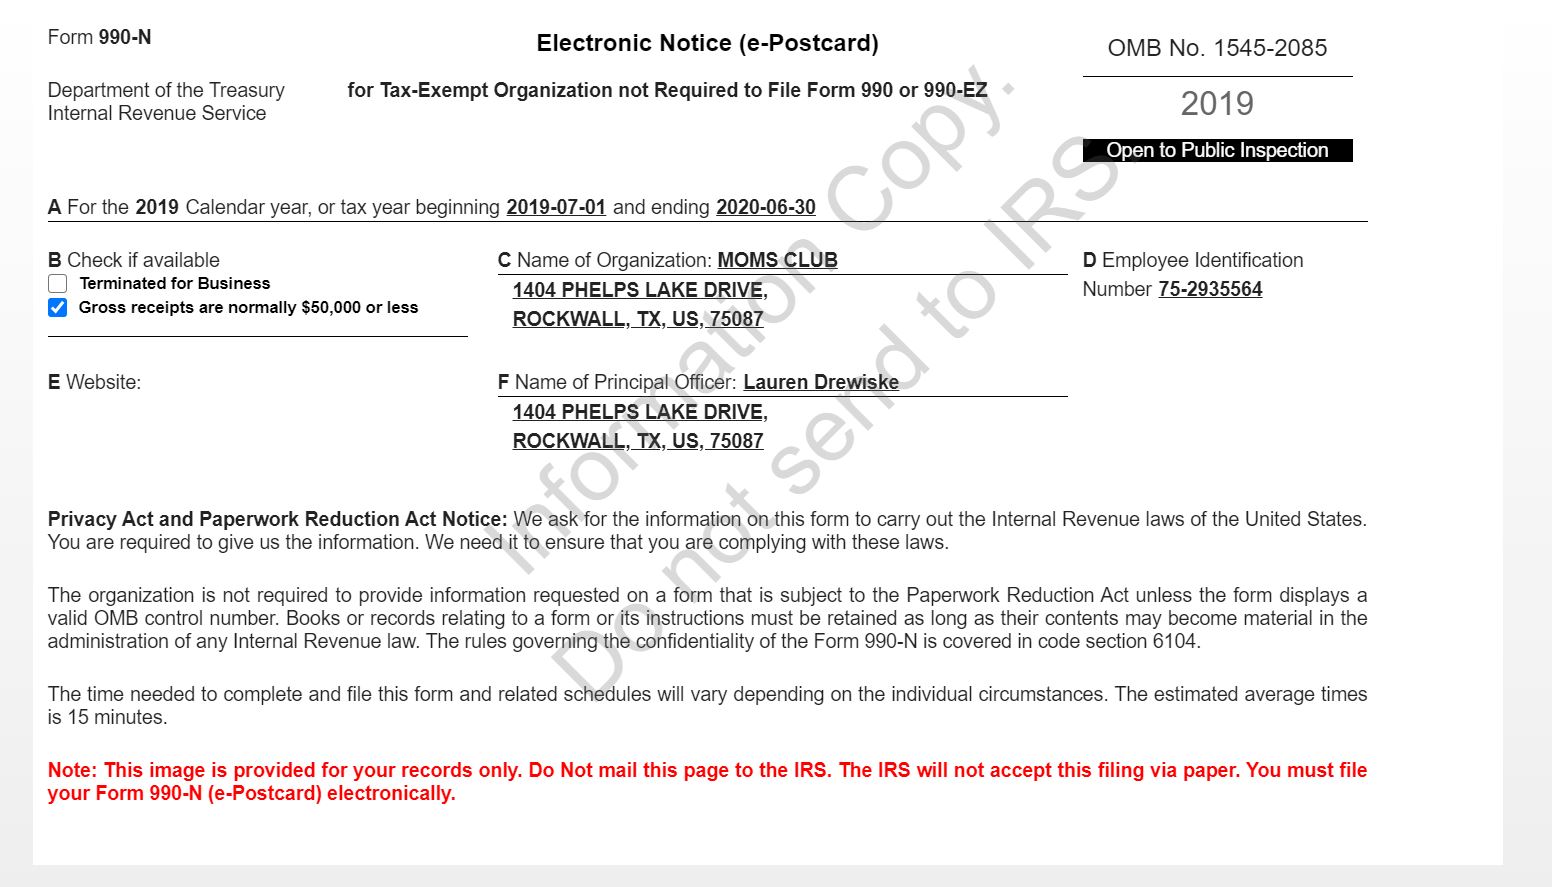 Form 990-N
Electronic Notice (e-Postcard)
OMB No. 1545-2085
Department of the Treasury
Internal Revenue Service
for Tax-Exempt Organization not Required to File Form 990 or 990-EZ
2019
Open to Public Inspection
A For the 2019 Calendar year, or tax year beginning 2019-07-01 and ending 2020-06-30
B Check if available
Terminated for Business
Gross receipts are normally $50,000 or less
C Name of Organization: MOMS CLUB
1404 PHELPS LAKE DRIVE,
ROCKWALL, TX, US, 75087
D Employee Identification
Number 75-2935564
E Website:
F Name of Principal Officer: Lauren Drewiske
1404 PHELPS LAKE DRIVE,
ROCKWALL, TX, US, 75087
Privacy Act and Paperwork Reduction Act Notice: We ask for the information on this form to carry out the Internal Revenue laws of the United States.
You are required to give us the information. We need it to ensure that you are complying with these laws.
The organization is not required to provide information requested on a form that is subject to the Paperwork Reduction Act unless the form displays a
valid OMB control number. Books or records relating to a form or its instructions must be retained as long as their contents may become material in the
administration of any Internal Revenue law. The rules governing the confidentiality of the Form 990-N is covered in code section 6104.
The time needed to complete and file this form and related schedules will vary depending on the individual circumstances. The estimated average times
is 15 minutes.
Note: This image is provided for your records only. Do Not mail this page to the IRS. The IRS will not accept this filing via paper. You must file
your Form 990-N (e-Postcard) electronically.
Information Copy.
Do not send to IRS.